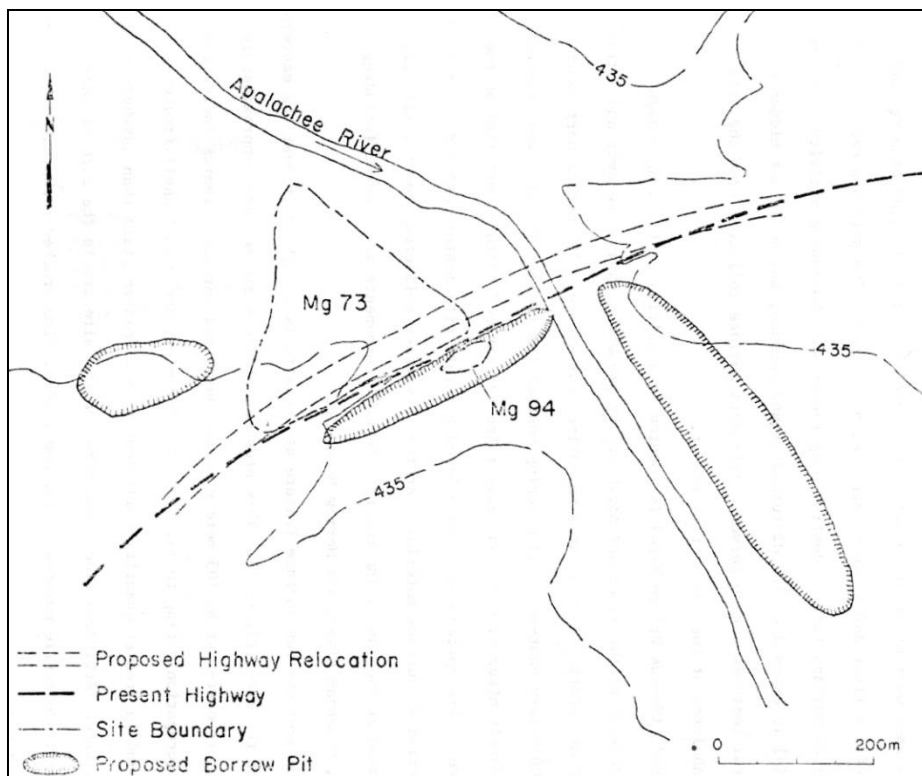 435
Apalachee River
N
Mg 73
435
Mg 94
435
Proposed Highway Relocation
Present Highway
Site Boundary
Proposed Borrow Pit
0 200m